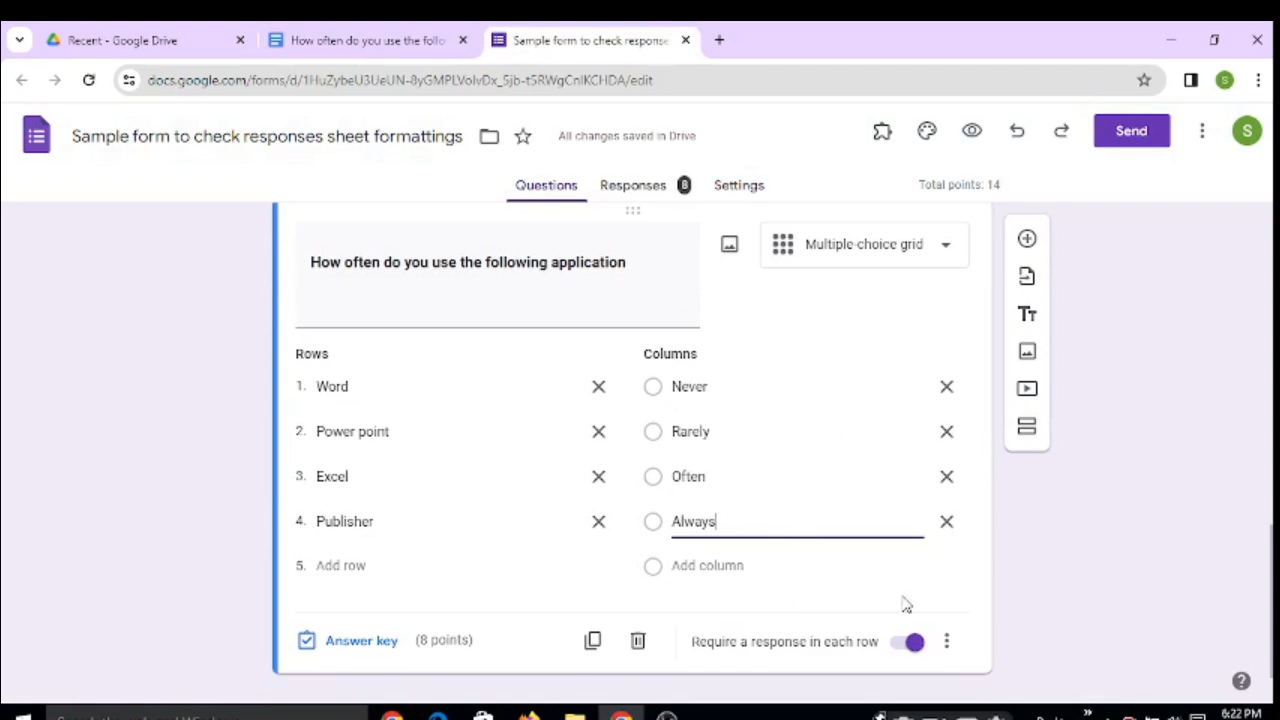 Recent - Google Drive
How often do you use the follo
Sample form to check response
docs.google.com/forms/d/1HuZybeU3UeUN-8yGMPLVolvDx_5jb-t5RWgCnlKCHDA/edit
S
Sample form to check responses sheet formattings
All changes saved in Drive
Send
S
Questions
Responses
8
Settings
Total points: 14
How often do you use the following application
Multiple-choice grid
Rows
Columns
1. Word
Never
2. Power point
Rarely
3. Excel
Often
4. Publisher
Always
5. Add row
Add column
Answer key
(8 points)
Require a response in each row
Tт
6:22 PM